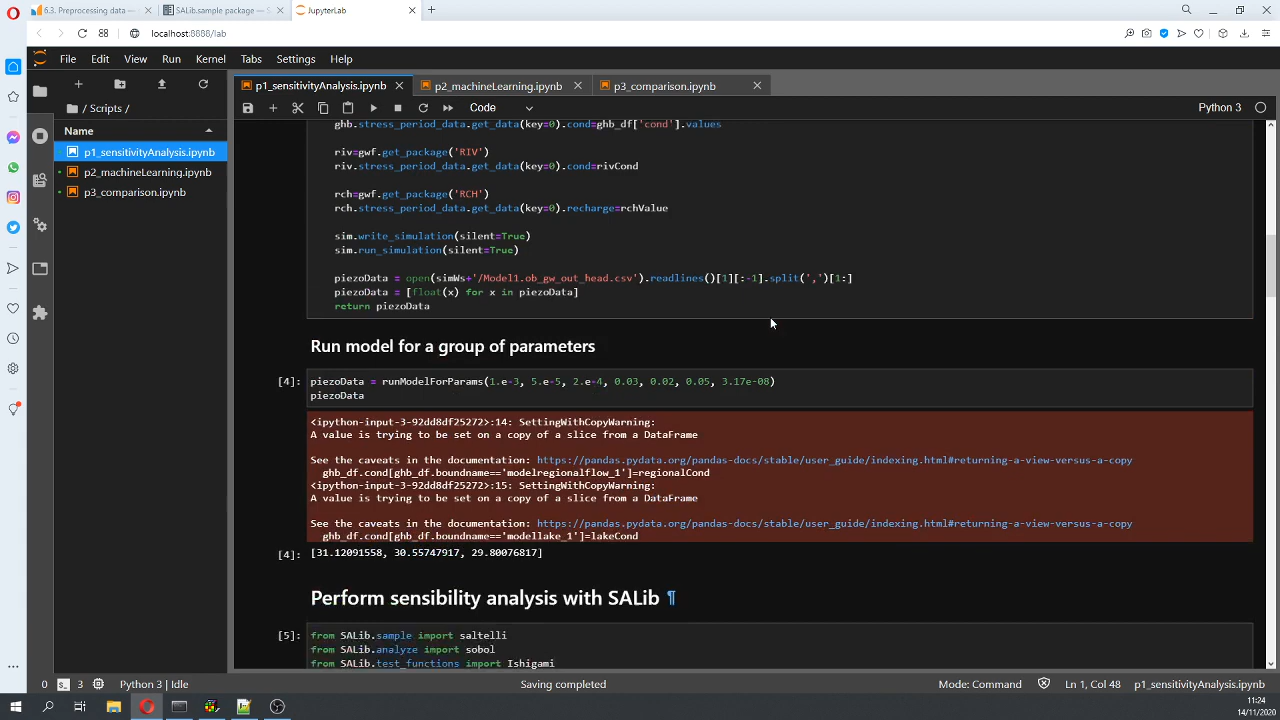 6.3. Preprocessing data —
SALib.sample package — S
JupyterLab
localhost:8888/lab
File Edit View Run Kernel Tabs Settings Help
p1_sensitivityAnalysis.ipynb
p2_machineLearning.ipynb
p3_comparison.ipynb
Code
Python 3
/ Scripts /
Name
p1_sensitivityAnalysis.ipynb
p2_machineLearning.ipynb
p3_comparison.ipynb
ghb.stress_period_data.get_data(key=0).cond=ghb_df['cond'].values
riv=gwf.get_package('RIV')
riv.stress_period_data.get_data(key=0).cond=rivCond
rch=gwf.get_package('RCH')
rch.stress_period_data.get_data(key=0).recharge=rchValue
sim.write_simulation(silent=True)
sim.run_simulation(silent=True)
piezoData = open(simWs+'/Model1.ob_gw_out_head.csv').readlines()[1][:-1].split(',')[1:]
piezoData = [float(x) for x in piezoData]
return piezoData
Run model for a group of parameters
[4]: piezoData = runModelForParams(1.e-3, 5.e-5, 2.e-4, 0.03, 0.02, 0.05, 3.17e-08)
piezoData
<ipython-input-3-92dd8df25272>:14: SettingWithCopyWarning:
A value is trying to be set on a copy of a slice from a DataFrame
See the caveats in the documentation: https://pandas.pydata.org/pandas-docs/stable/user_guide/indexing.html#returning-a-view-versus-a-copy
ghb_df.cond[ghb_df.boundname=='modelregionalflow_1']=regionalCond
<ipython-input-3-92dd8df25272>:15: SettingWithCopyWarning:
A value is trying to be set on a copy of a slice from a DataFrame
See the caveats in the documentation: https://pandas.pydata.org/pandas-docs/stable/user_guide/indexing.html#returning-a-view-versus-a-copy
ghb_df.cond[ghb_df.boundname=='modellake_1']=lakeCond
[4]: [31.12091558, 30.55747917, 29.80076817]
Perform sensibility analysis with SALib ¶
[5]: from SALib.sample import saltelli
from SALib.analyze import sobol
from SALib.test_functions import Ishigami
0 3 Python 3 | Idle
Saving completed
Mode: Command
Ln 1, Col 48 p1_sensitivityAnalysis.ipynb
11:24
14/11/2020